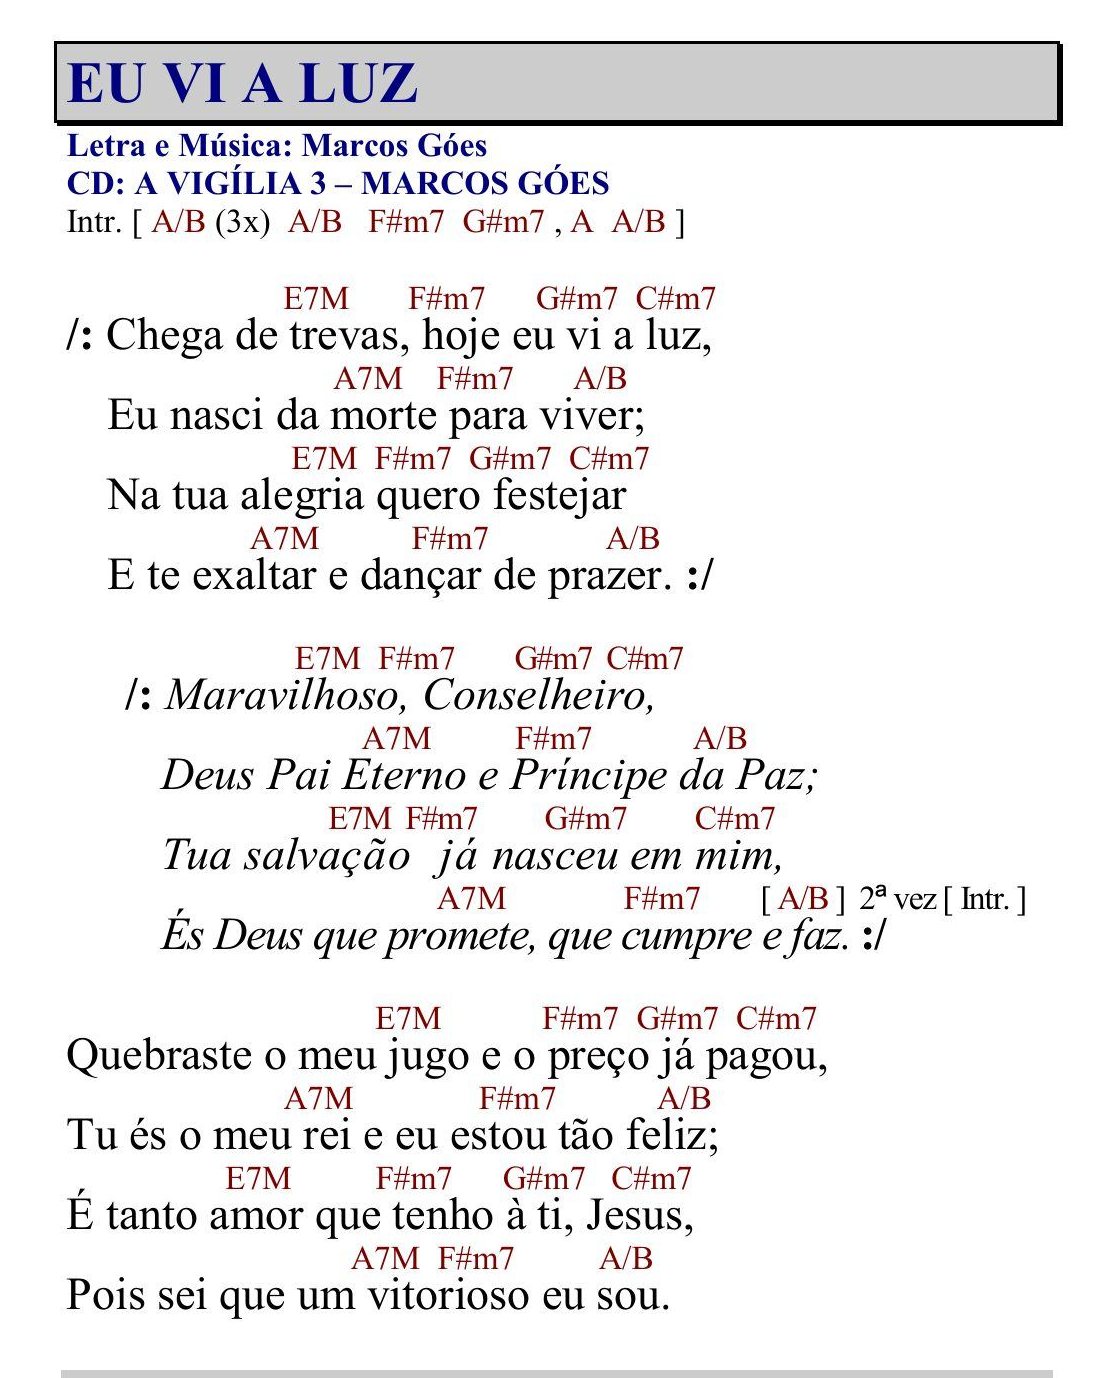 EU VI A LUZ
Letra e Música: Marcos Góes
CD: A VIGÍLIA 3 – MARCOS GÓES
Intr. [ A/B (3x) A/B F#m7 G#m7 , A A/B ]
E7M F#m7 G#m7 C#m7
/: Chega de trevas, hoje eu vi a luz,
A7M F#m7 A/B
Eu nasci da morte para viver;
E7M F#m7 G#m7 C#m7
Na tua alegria quero festejar
A7M F#m7 A/B
E te exaltar e dançar de prazer. :/
E7M F#m7 G#m7 C#m7
/: Maravilhoso, Conselheiro,
A7M F#m7 A/B
Deus Pai Eterno e Príncipe da Paz;
E7M F#m7 G#m7 C#m7
Tua salvação já nasceu em mim,
A7M F#m7 [ A/B ] 2ª vez [ Intr. ]
És Deus que promete, que cumpre e faz. :/
E7M F#m7 G#m7 C#m7
Quebraste o meu jugo e o preço já pagou,
A7M F#m7 A/B
Tu és o meu rei e eu estou tão feliz;
E7M F#m7 G#m7 C#m7
É tanto amor que tenho à ti, Jesus,
A7M F#m7 A/B
Pois sei que um vitorioso eu sou.